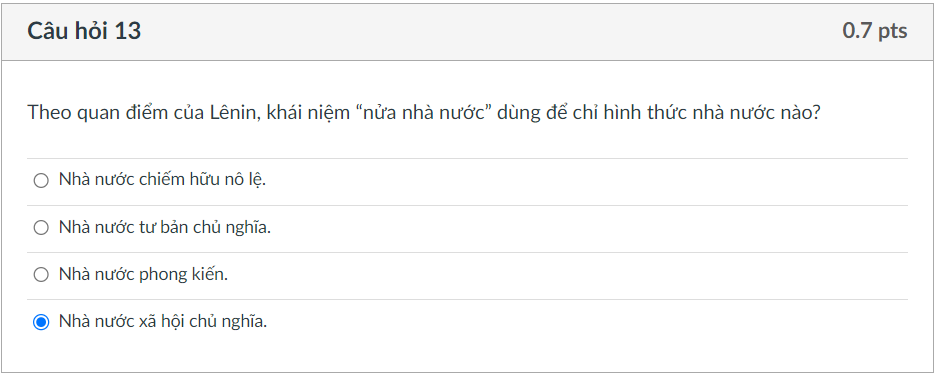 Câu hỏi 13
0.7 pts
Theo quan điểm của Lênin, khái niệm “nửa nhà nước” dùng để chỉ hình thức nhà nước nào?
Nhà nước chiếm hữu nô lệ.
Nhà nước tư bản chủ nghĩa.
Nhà nước phong kiến.
Nhà nước xã hội chủ nghĩa.